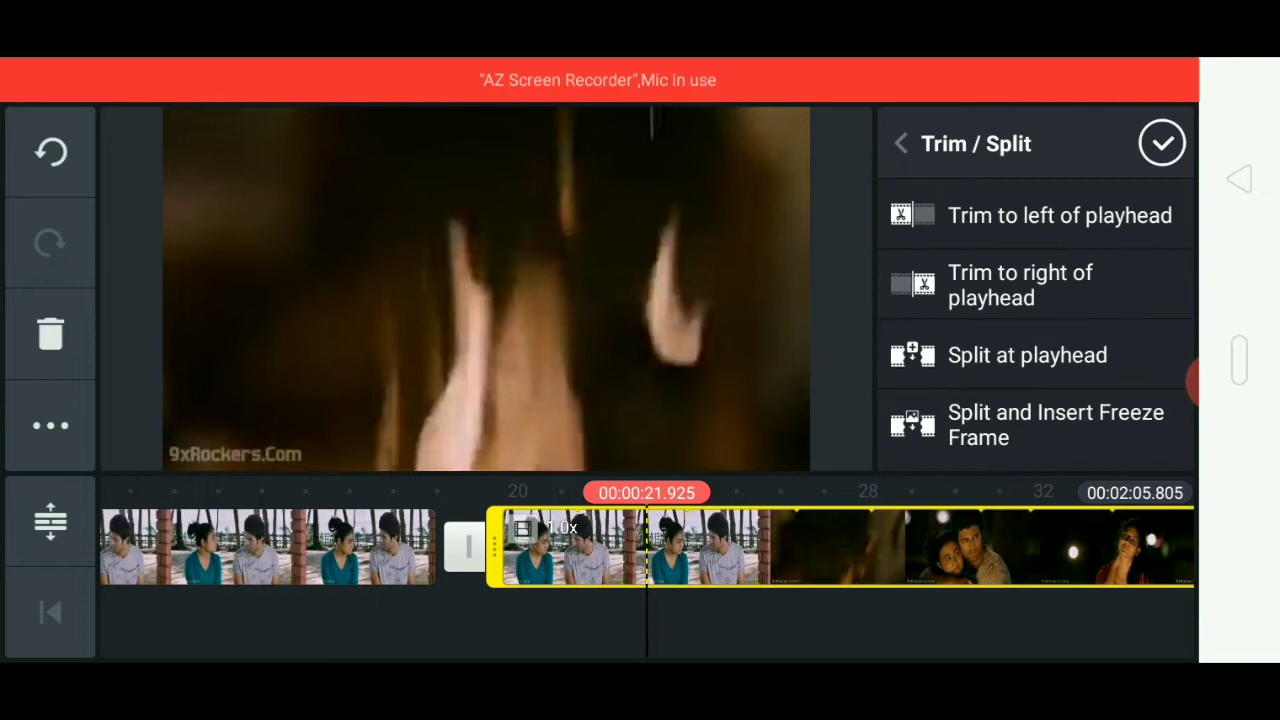 "AZ Screen Recorder",Mic in use
Trim / Split
Trim to left of playhead
Trim to right of
playhead
Split at playhead
Split and Insert Freeze
Frame
9xRockers.Com
20
00:00:21.925
28
32
00:02:05.805
1.0x